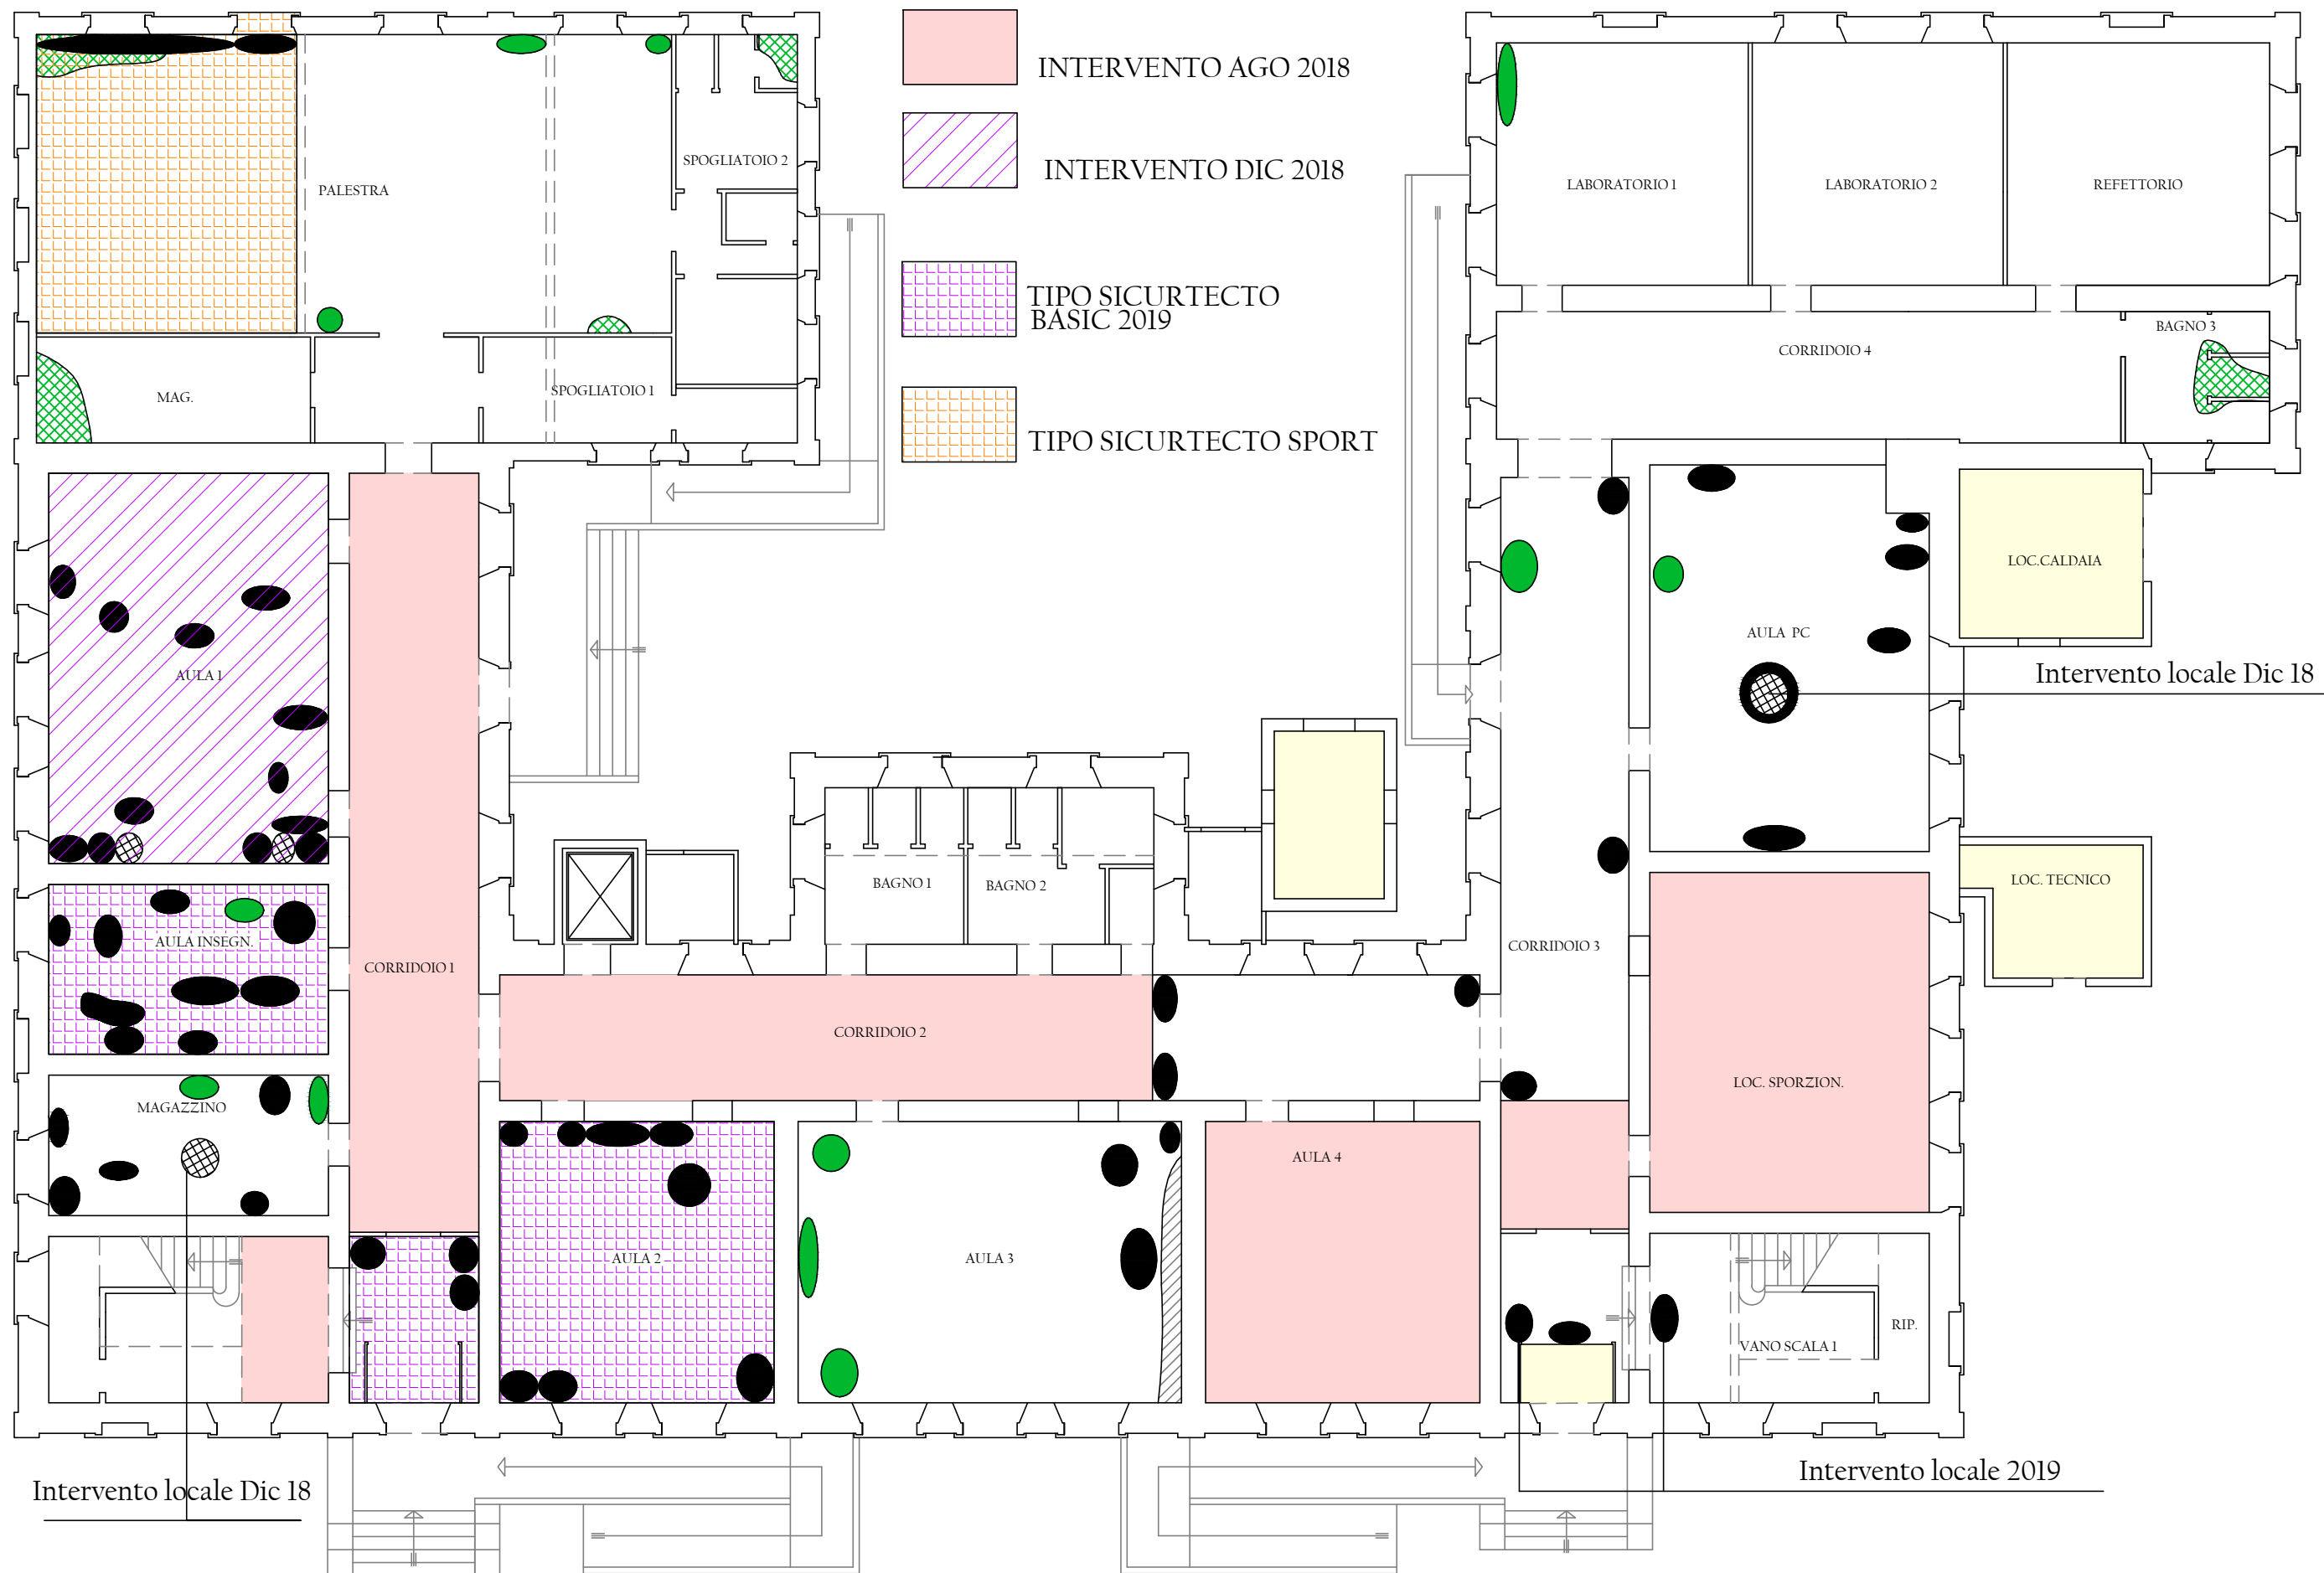 INTERVENTO AGO 2018
INTERVENTO DIC 2018
TIPO SICURTECTO
BASIC 2019
TIPO SICURTECTO SPORT
PALESTRA
SPOGLIATOIO 2
MAG.
SPOGLIATOIO 1
LABORATORIO 1
LABORATORIO 2
REFETTORIO
BAGNO 3
CORRIDOIO 4
LOC.CALDAIA
AULA PC
Intervento locale Dic 18
AULA 1
BAGNO 1
BAGNO 2
LOC. TECNICO
AULA INSEGN.
CORRIDOIO 1
CORRIDOIO 3
CORRIDOIO 2
LOC. SPORZION.
MAGAZZINO
AULA 4
AULA 2
AULA 3
RIP.
VANO SCALA 1
Intervento locale Dic 18
Intervento locale 2019